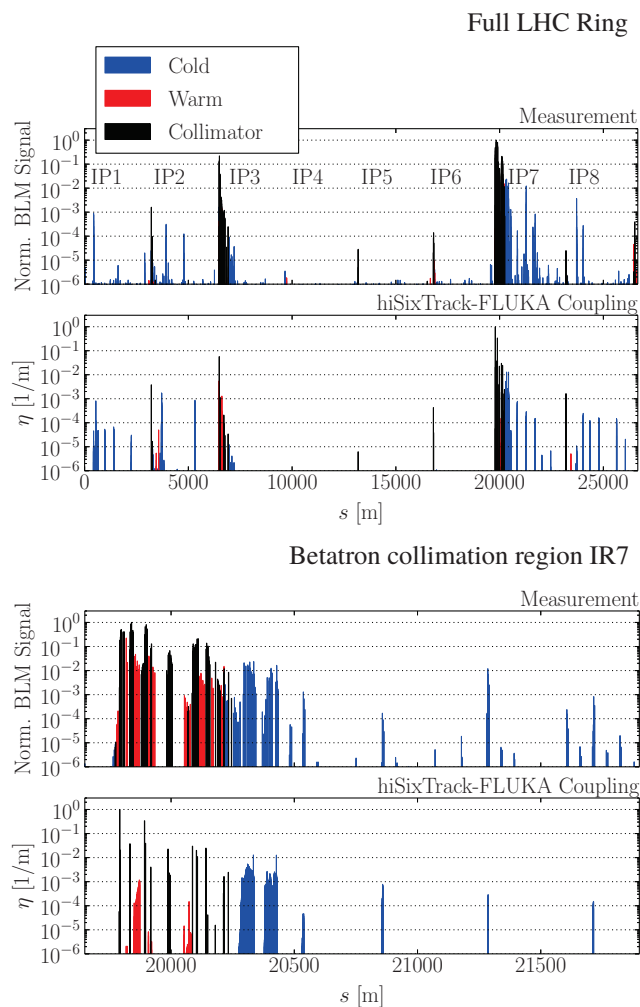 Full LHC Ring
Cold
Warm
Collimator
Measurement
Norm. BLM Signal
10^0
10^-1
10^-2
10^-3
10^-4
10^-5
10^-6
IP1 IP2 IP3 IP4 IP5 IP6 IP7 IP8
hiSixTrack-FLUKA Coupling
η [1/m]
10^0
10^-1
10^-2
10^-3
10^-4
10^-5
10^-6
0 5000 10000 15000 20000 25000
s [m]
Betatron collimation region IR7
Measurement
Norm. BLM Signal
10^0
10^-1
10^-2
10^-3
10^-4
10^-5
10^-6
hiSixTrack-FLUKA Coupling
η [1/m]
10^0
10^-1
10^-2
10^-3
10^-4
10^-5
10^-6
20000 20500 21000 21500
s [m]